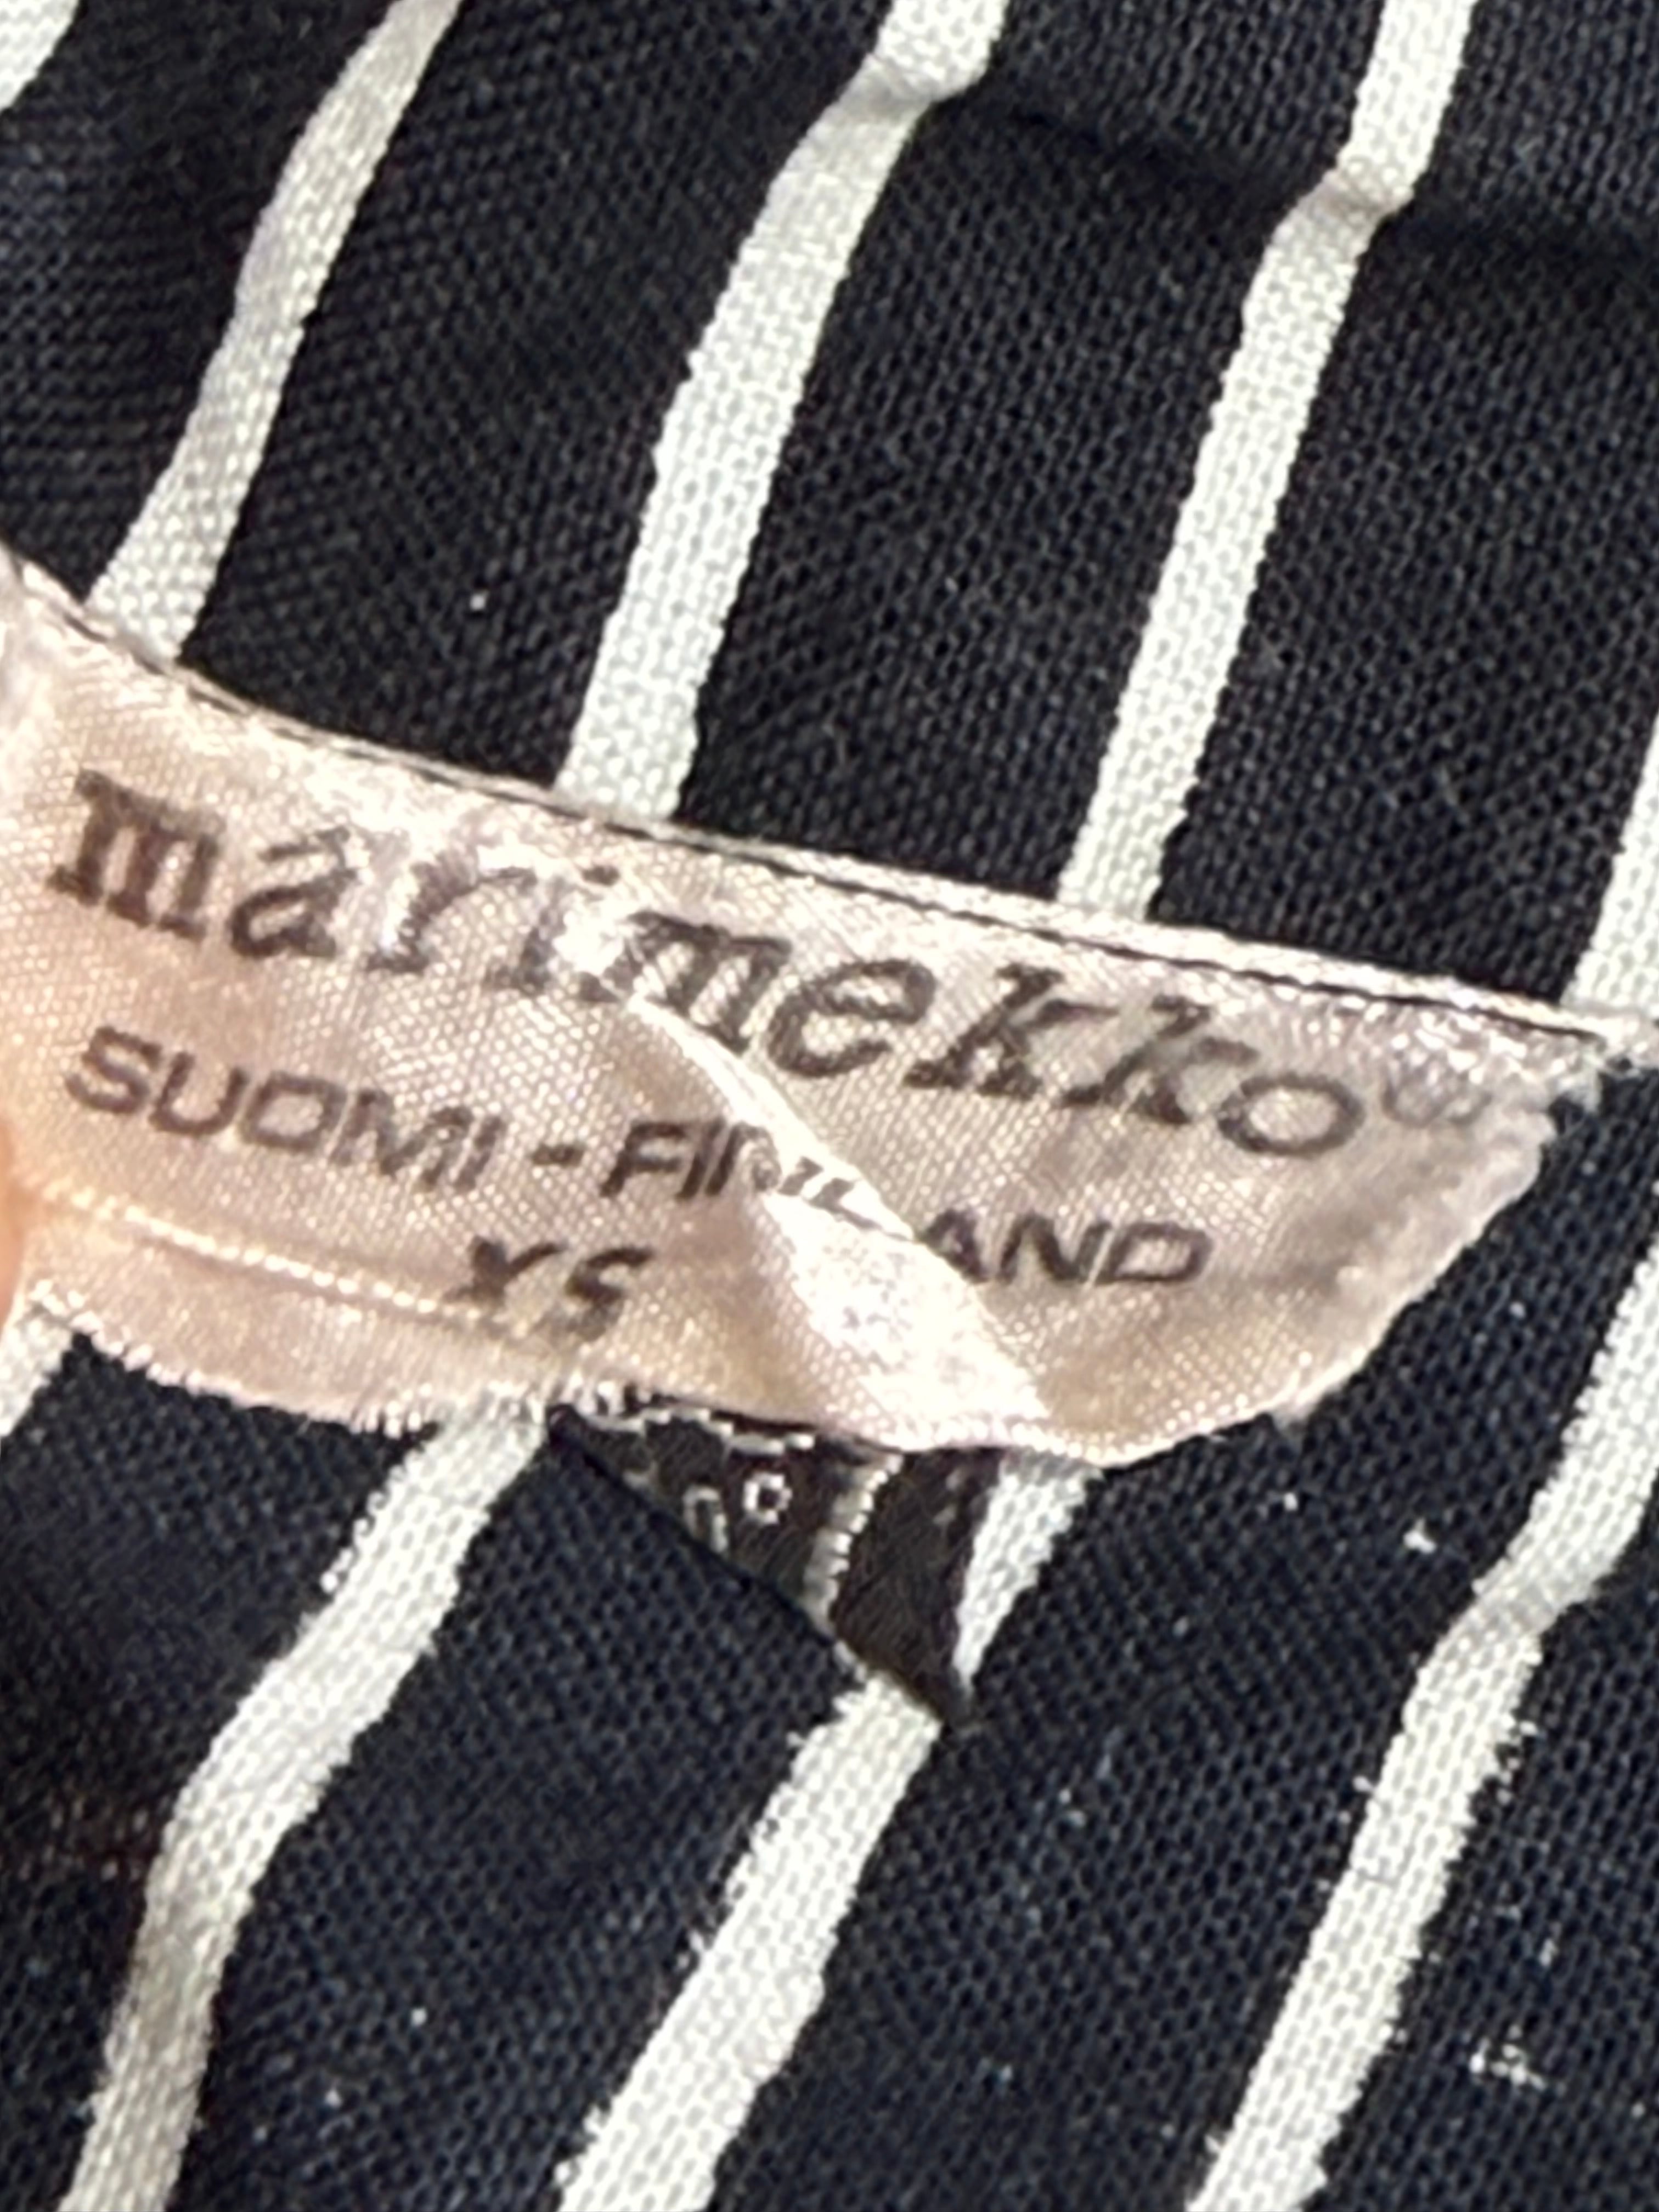 marimekko®
SUOMI - FINLAND
XS